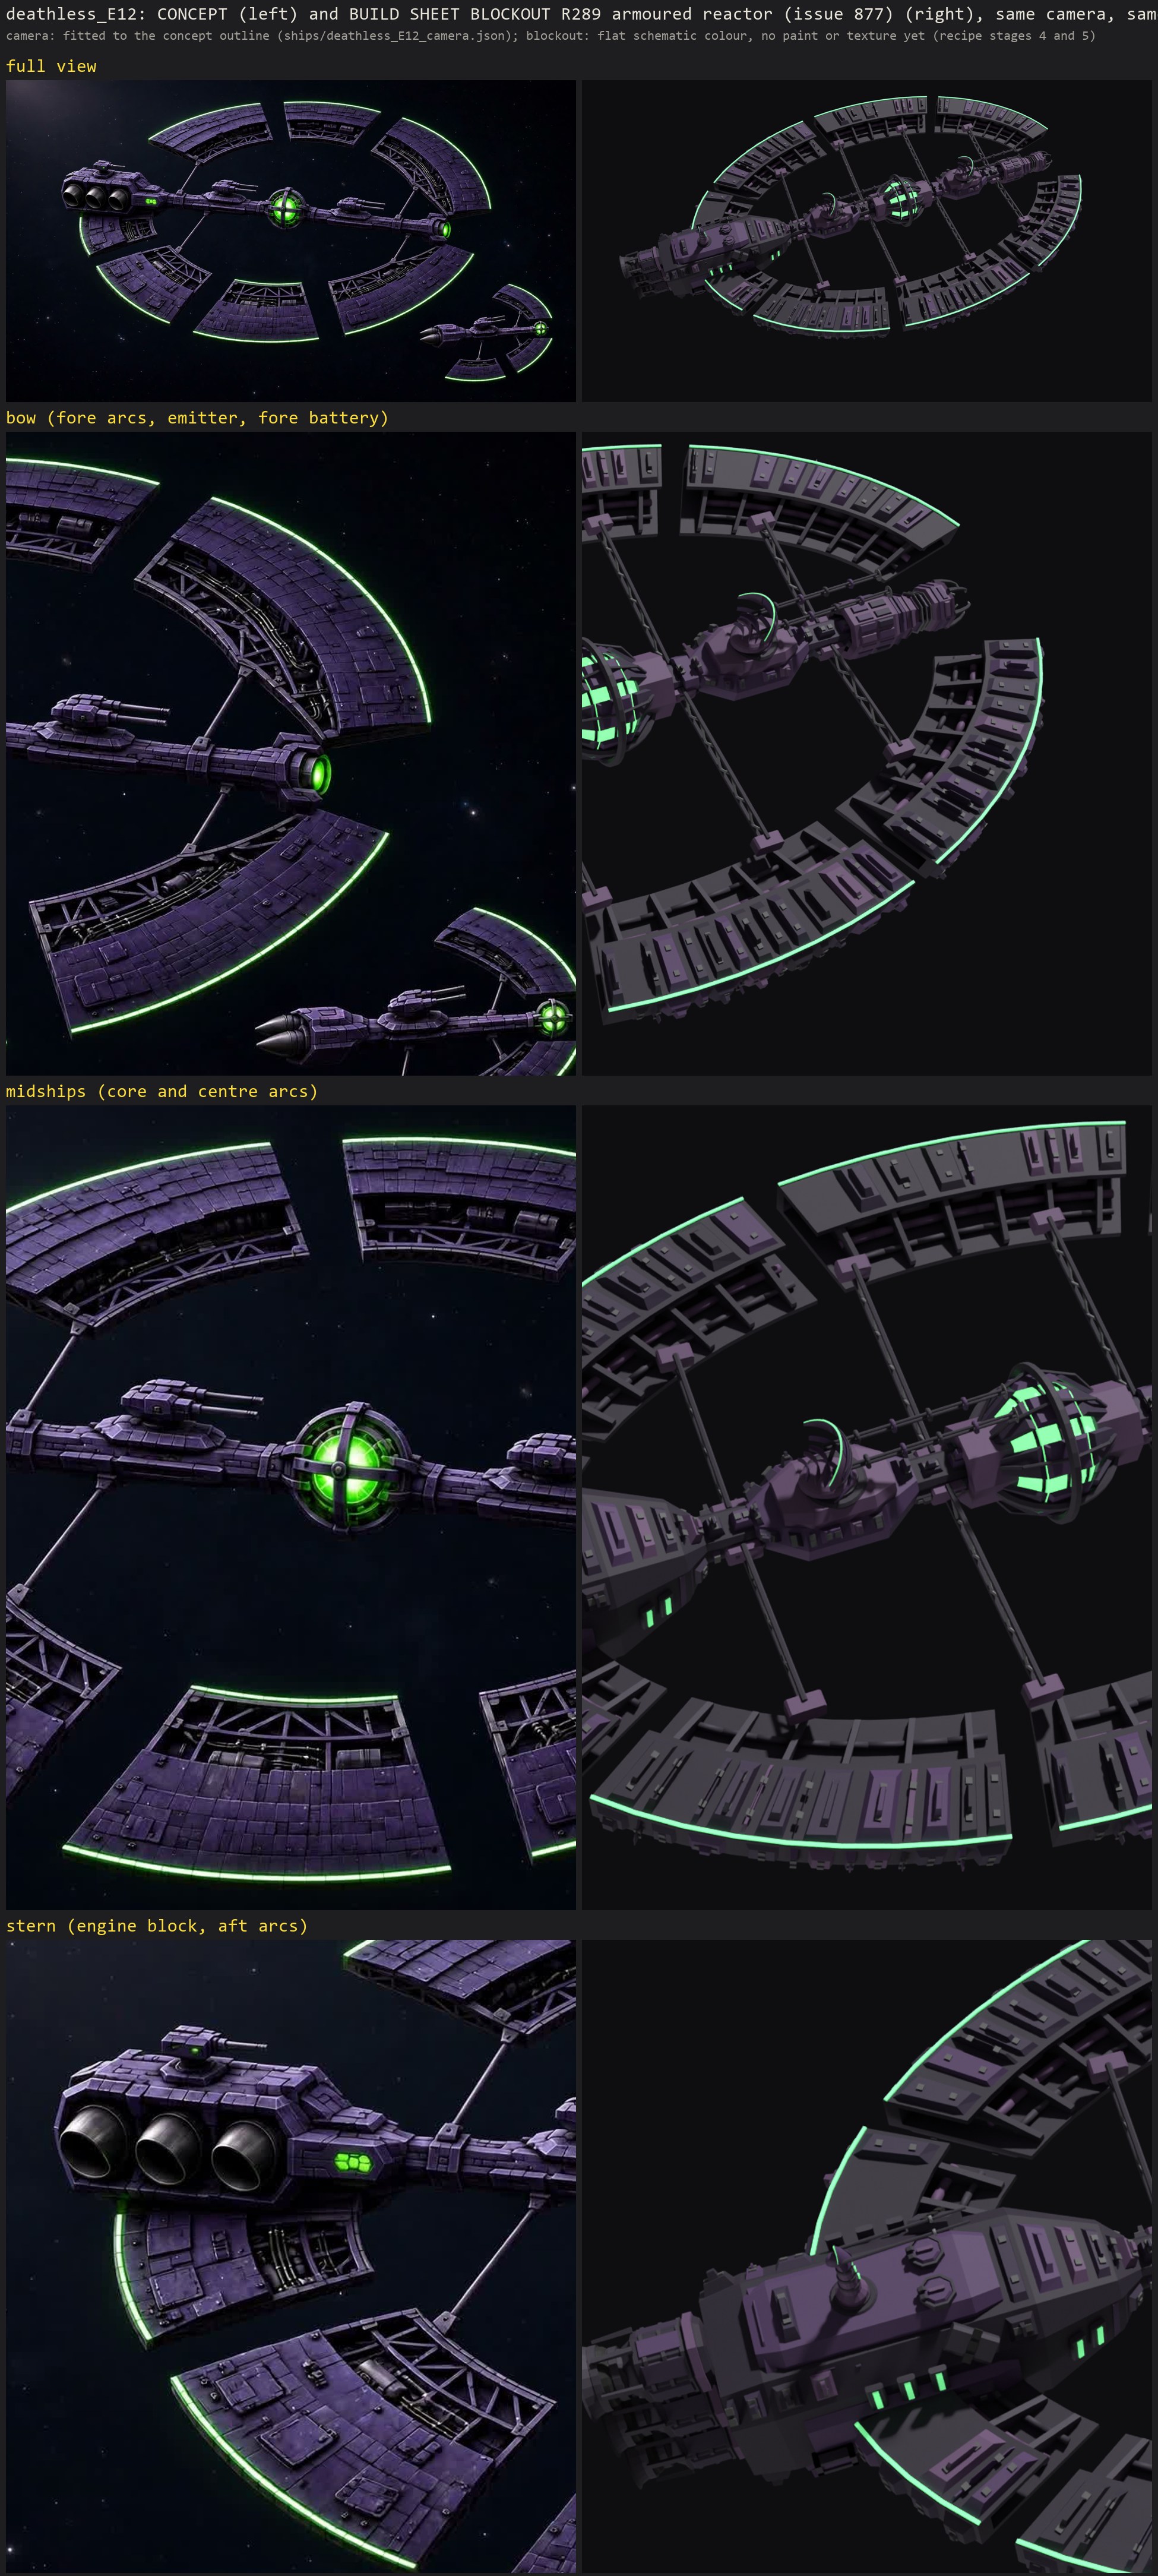 deathless_E12: CONCEPT (left) and BUILD SHEET BLOCKOUT R289 armoured reactor (issue 877) (right), same camera, sam
camera: fitted to the concept outline (ships/deathless_E12_camera.json); blockout: flat schematic colour, no paint or texture yet (recipe stages 4 and 5)
full view
bow (fore arcs, emitter, fore battery)
midships (core and centre arcs)
stern (engine block, aft arcs)